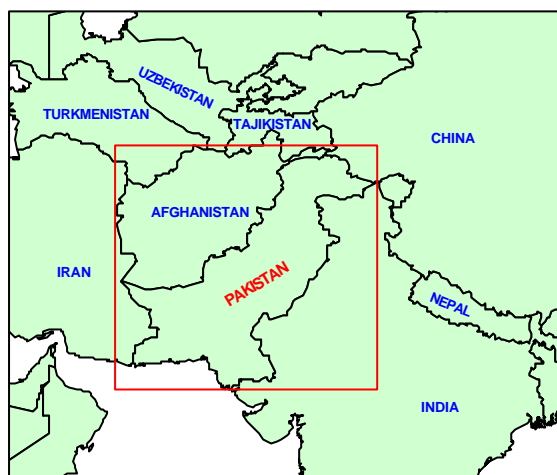 UZBEKISTAN
TURKMENISTAN
TAJIKISTAN
CHINA
AFGHANISTAN
IRAN
PAKISTAN
NEPAL
INDIA